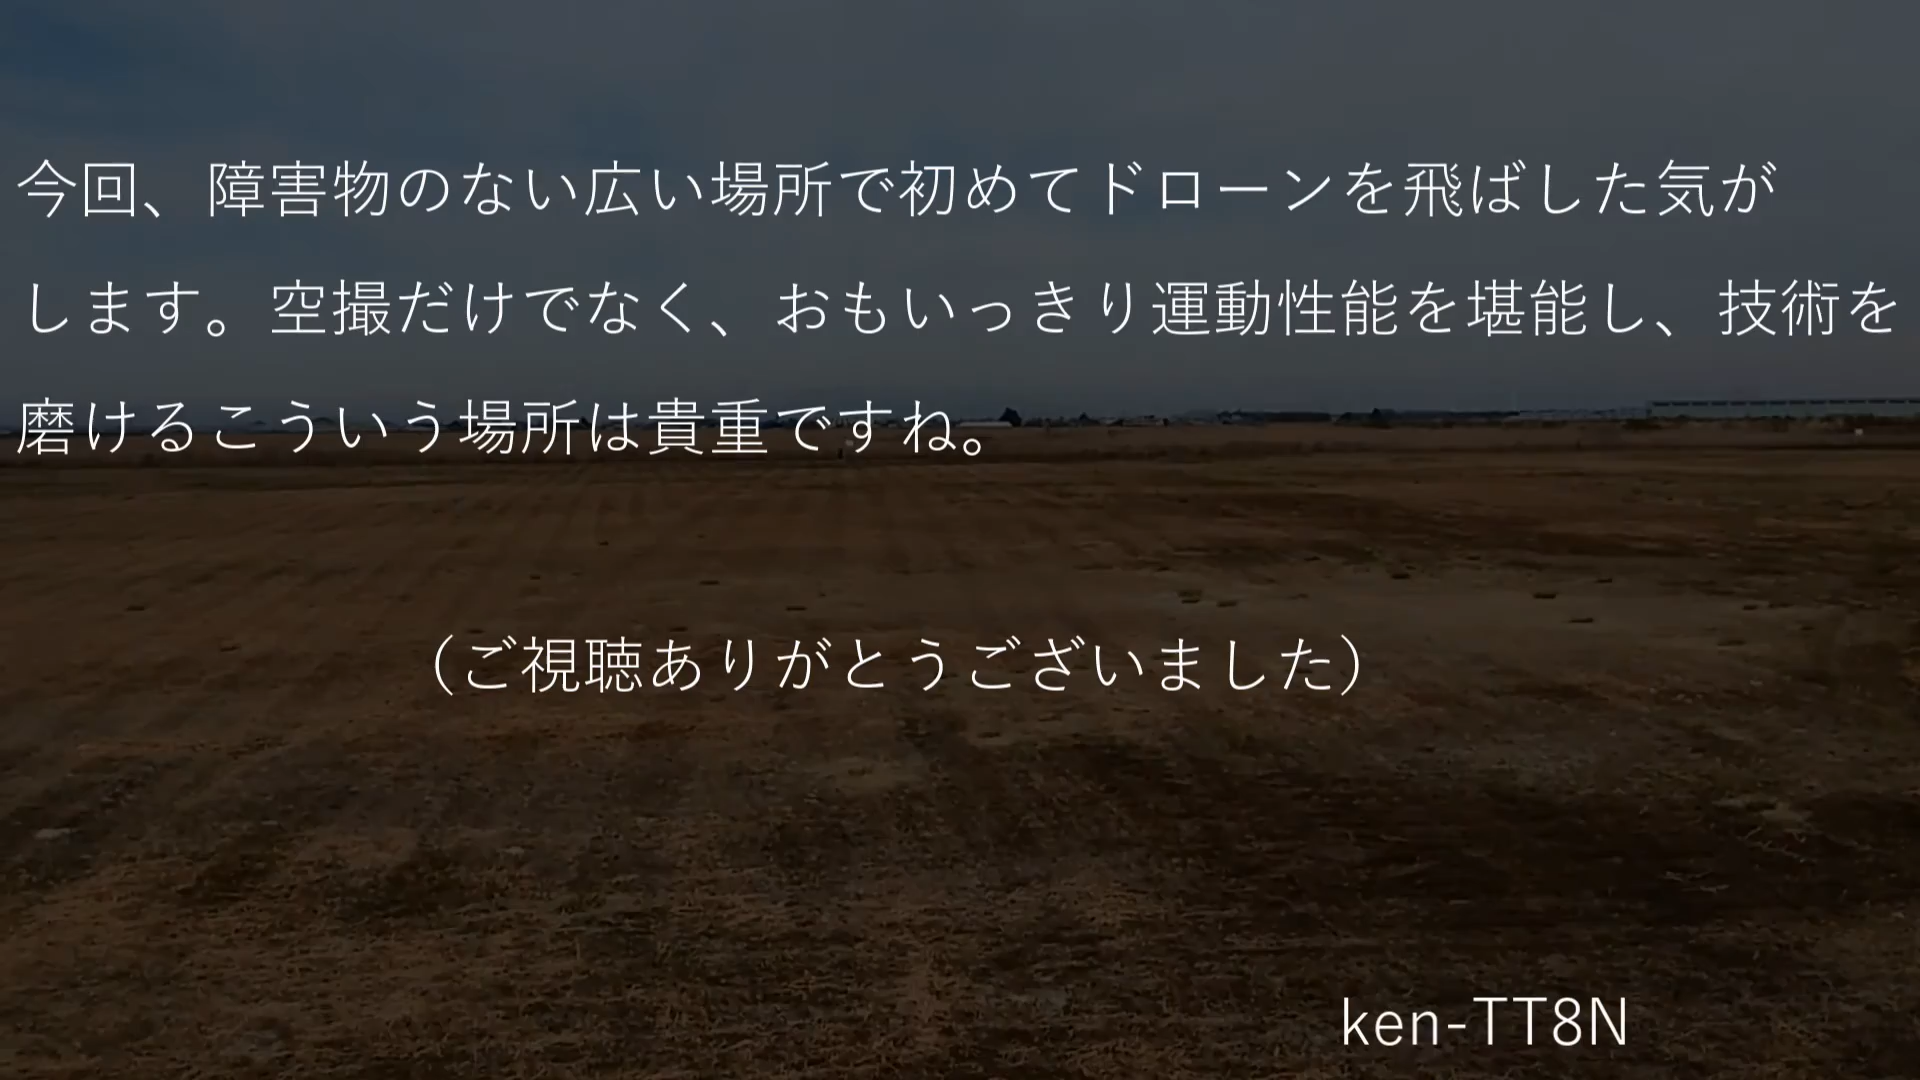 今回、障害物のない広い場所で初めてドローンを飛ばした気が
します。空撮だけでなく、おもいっきり運動性能を堪能し、技術を
磨けるこういう場所は貴重ですね。
（ご視聴ありがとうございました）
ken-TT8N